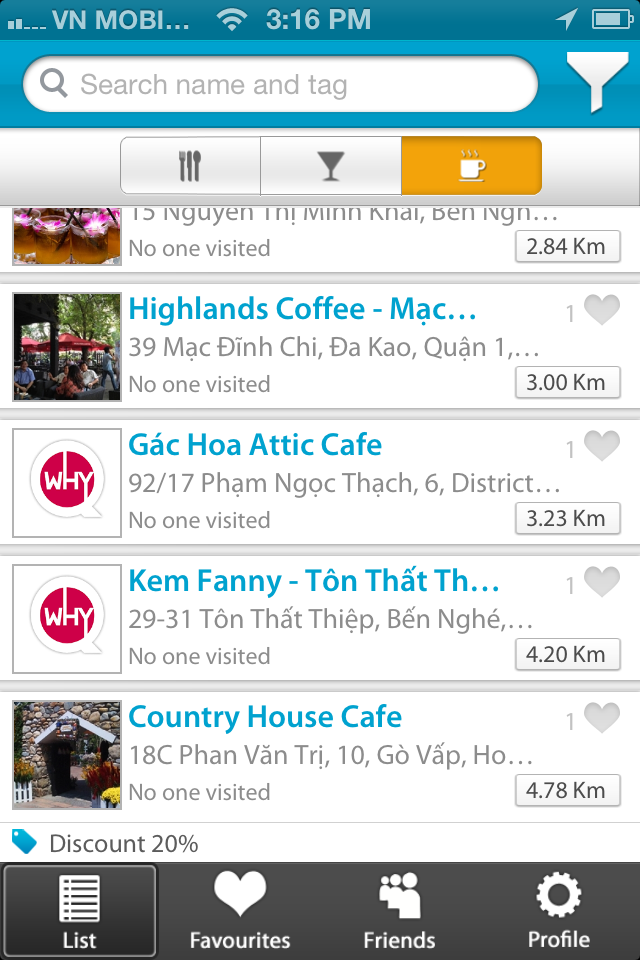 VN MOBI... 3:16 PM
Search name and tag
15 Nguyễn Thị Minh Khai, Bến Ngh...
No one visited
2.84 Km
Highlands Coffee - Mạc...
1
39 Mạc Đĩnh Chi, Đa Kao, Quận 1,...
No one visited
3.00 Km
WHY
Gác Hoa Attic Cafe
1
92/17 Phạm Ngọc Thạch, 6, District...
No one visited
3.23 Km
WHY
Kem Fanny - Tôn Thất Th...
1
29-31 Tôn Thất Thiệp, Bến Nghé,...
No one visited
4.20 Km
Country House Cafe
1
18C Phan Văn Trị, 10, Gò Vấp, Ho...
No one visited
4.78 Km
Discount 20%
List Favourites Friends Profile